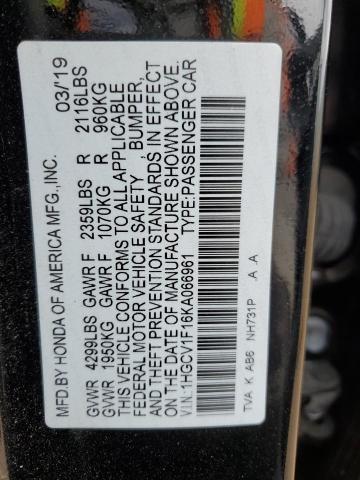 MFD.BY HONDA OF AMERICA MFG.,INC. 03/'19
GVWR 4299LBS GAWR F 2359LBS R 2116LBS
GVWR 1950KG GAWR F 1070KG R 960KG
THIS VEHICLE CONFORMS TO ALL APPLICABLE
FEDERAL MOTOR VEHICLE SAFETY , BUMPER,
AND THEFT PREVENTION STANDARDS IN EFFECT
ON THE DATE OF MANUFACTURE SHOWN ABOVE.
V.I.N:1HGCV1F16KA066961 TYPE:PASSENGER CAR
TVA K AB6 NH731P A .A